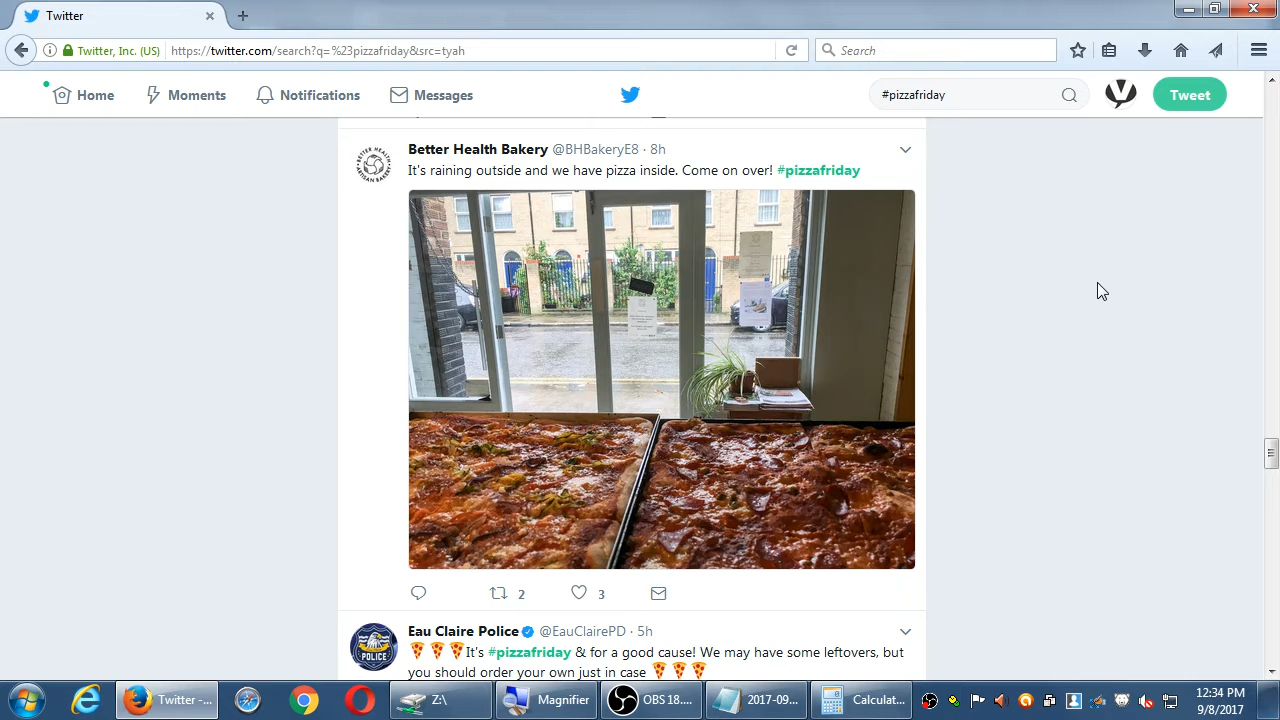 Twitter
Twitter, Inc. (US)
https://twitter.com/search?q=%23pizzafriday&src=tyah
Search
Home
Moments
Notifications
Messages
#pizzafriday
Tweet
Better Health Bakery @BHBakeryE8 · 8h
It's raining outside and we have pizza inside. Come on over! #pizzafriday
2
3
Eau Claire Police @EauClairePD · 5h
🍕🍕🍕It's #pizzafriday & for a good cause! We may have some leftovers, but
you should order your own just in case 🍕🍕🍕
POLICE
Twitter -...
Z:\
Magnifier
OBS 18....
2017-09...
Calculat...
12:34 PM
9/8/2017